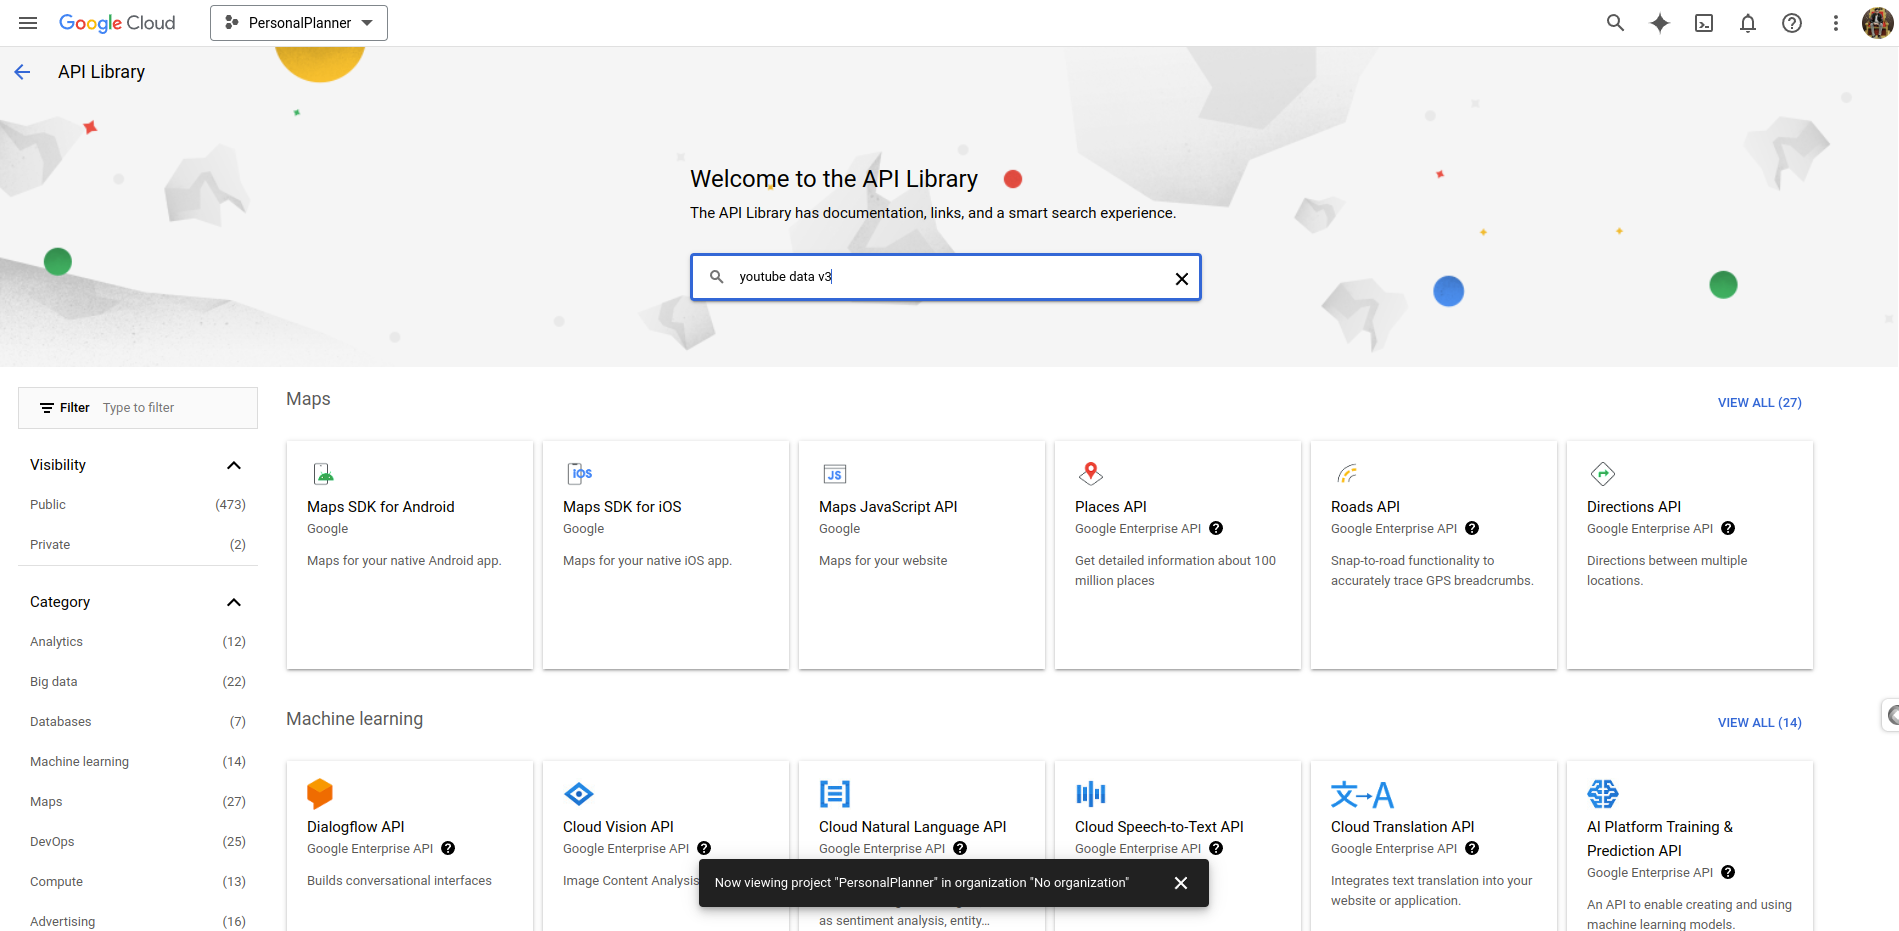 Google Cloud
PersonalPlanner
API Library
Welcome to the API Library
The API Library has documentation, links, and a smart search experience.
youtube data v3
Filter Type to filter
Visibility
Public (473)
Private (2)
Category
Analytics (12)
Big data (22)
Databases (7)
Machine learning (14)
Maps (27)
DevOps (25)
Compute (13)
Advertising (16)
Maps
VIEW ALL (27)
Maps SDK for Android
Google
Maps for your native Android app.
iOS
Maps SDK for iOS
Google
Maps for your native iOS app.
JS
Maps JavaScript API
Google
Maps for your website
Places API
Google Enterprise API
Get detailed information about 100
million places
Roads API
Google Enterprise API
Snap-to-road functionality to
accurately trace GPS breadcrumbs.
Directions API
Google Enterprise API
Directions between multiple
locations.
Machine learning
VIEW ALL (14)
Dialogflow API
Google Enterprise API
Builds conversational interfaces
Cloud Vision API
Google Enterprise API
Image Content Analysis
Cloud Natural Language API
Google Enterprise API
as sentiment analysis, entity...
Cloud Speech-to-Text API
Google Enterprise API
文→A
Cloud Translation API
Google Enterprise API
Integrates text translation into your
website or application.
AI Platform Training &
Prediction API
Google Enterprise API
An API to enable creating and using
machine learning models.
Now viewing project "PersonalPlanner" in organization "No organization"